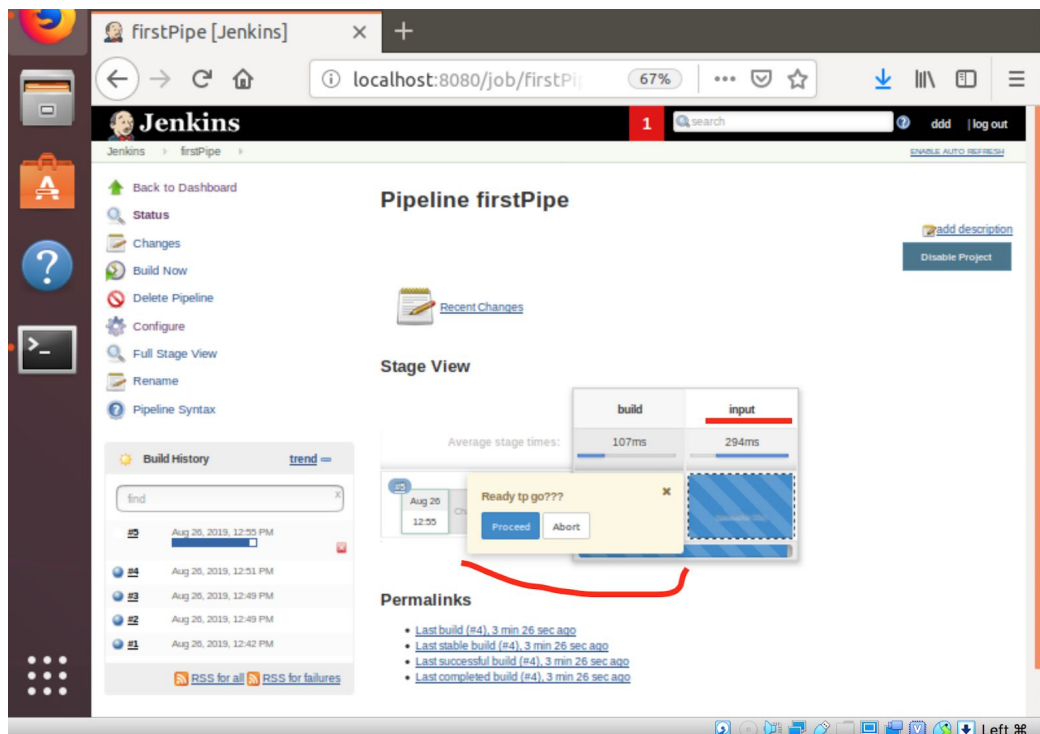 firstPipe [Jenkins]
localhost:8080/job/firstPip
67%
Jenkins
1
search
ddd
| log out
Jenkins
firstPipe
ENABLE AUTO REFRESH
Back to Dashboard
Status
Changes
Build Now
Delete Pipeline
Configure
Full Stage View
Rename
Pipeline Syntax
Build History
trend
find
x
#5
Aug 26, 2019, 12:55 PM
#4
Aug 26, 2019, 12:51 PM
#3
Aug 26, 2019, 12:49 PM
#2
Aug 26, 2019, 12:49 PM
#1
Aug 26, 2019, 12:42 PM
RSS for all
RSS for failures
Pipeline firstPipe
add description
Disable Project
Recent Changes
Stage View
build
input
Average stage times:
107ms
294ms
#5
Aug 26
12:55
Ready tp go???
Proceed
Abort
Permalinks
Last build (#4), 3 min 26 sec ago
Last stable build (#4), 3 min 26 sec ago
Last successful build (#4), 3 min 26 sec ago
Last completed build (#4), 3 min 26 sec ago
Left ⌘